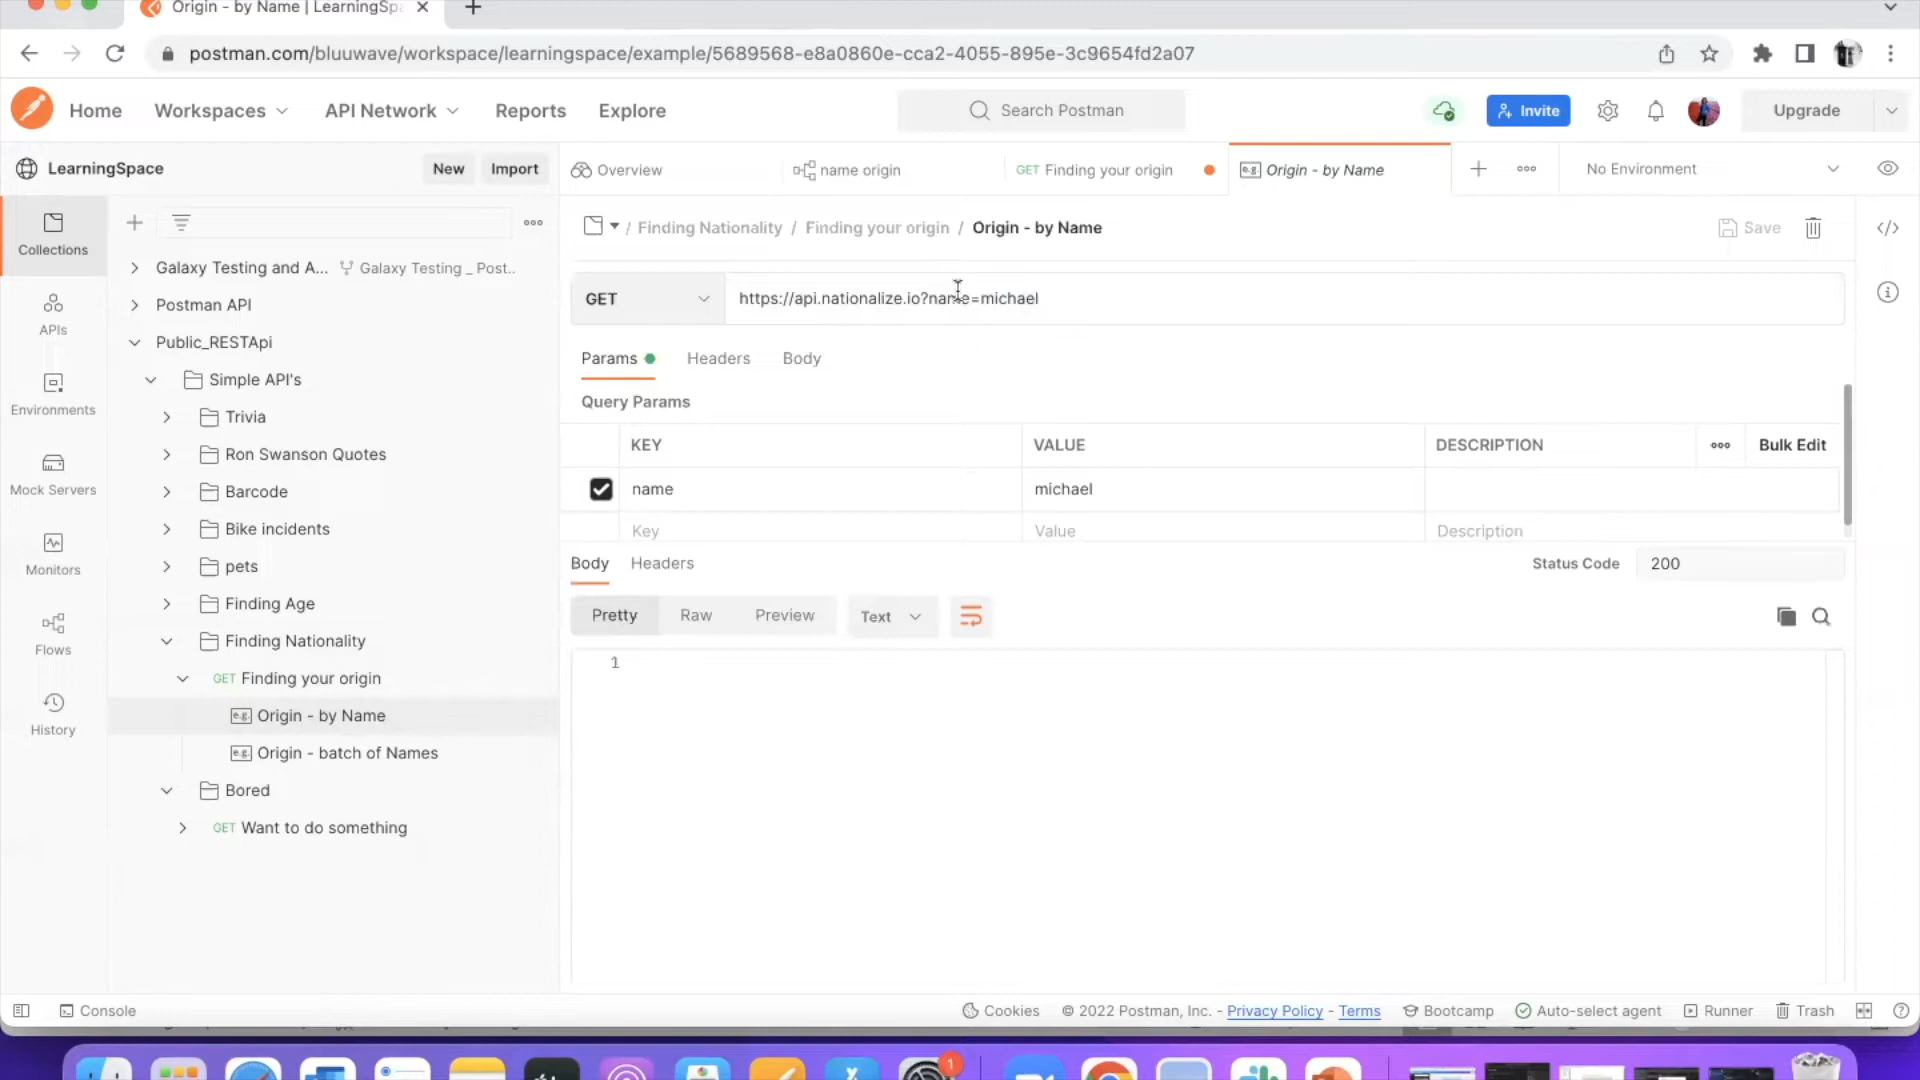 Origin - by Name | LearningSpa
postman.com/bluuwave/workspace/learningspace/example/5689568-e8a0860e-cca2-4055-895e-3c9654fd2a07
Home Workspaces API Network Reports Explore Search Postman Invite Upgrade
LearningSpace New Import Overview name origin GET Finding your origin e.g. Origin - by Name No Environment
/ Finding Nationality / Finding your origin / Origin - by Name Save
Collections
APIs
Environments
Mock Servers
Monitors
Flows
History
Galaxy Testing and A... Galaxy Testing _ Post..
Postman API
Public_RESTApi
Simple API's
Trivia
Ron Swanson Quotes
Barcode
Bike incidents
pets
Finding Age
Finding Nationality
GET Finding your origin
e.g. Origin - by Name
e.g. Origin - batch of Names
Bored
GET Want to do something
GET https://api.nationalize.io?name=michael
Params Headers Body
Query Params
KEY VALUE DESCRIPTION Bulk Edit
name michael
Key Value Description
Body Headers Status Code 200
Pretty Raw Preview Text
1
Console Cookies © 2022 Postman, Inc. - Privacy Policy - Terms Bootcamp Auto-select agent Runner Trash
1